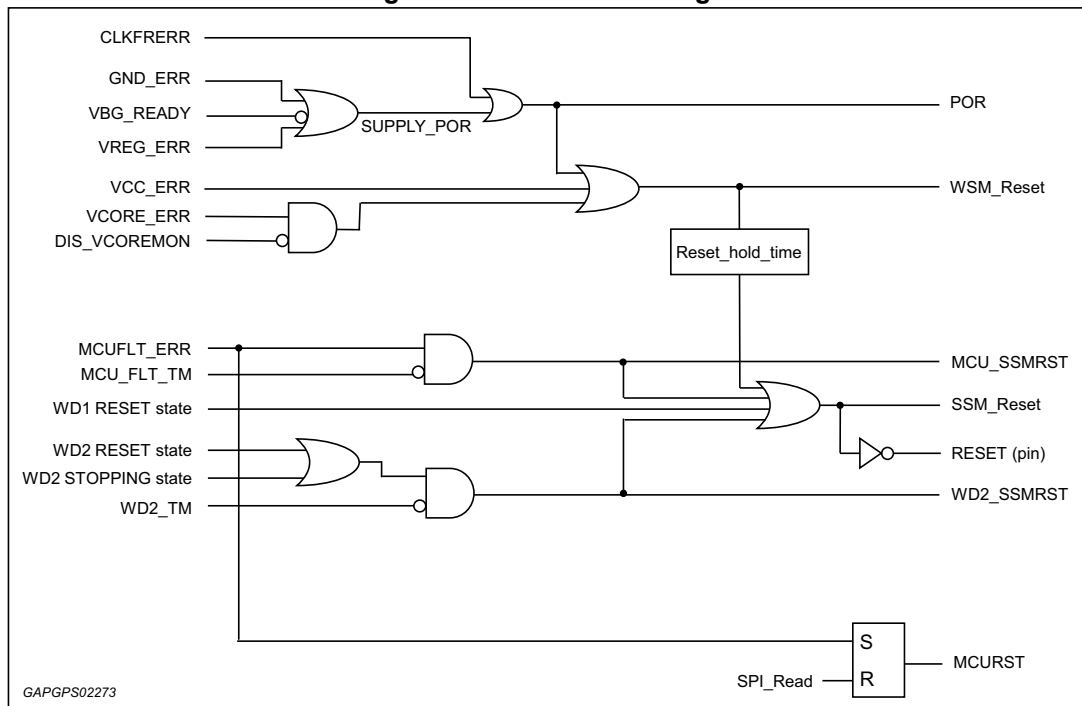 CLKFRERR
GND_ERR
VBG_READY
VREG_ERR
SUPPLY_POR
POR
VCC_ERR
WSM_Reset
VCORE_ERR
DIS_VCOREMON
Reset_hold_time
MCUFLT_ERR
MCU_FLT_TM
MCU_SSMRST
WD1 RESET state
SSM_Reset
WD2 RESET state
RESET (pin)
WD2 STOPPING state
WD2_TM
WD2_SSMRST
S
MCURST
SPI_Read
R
GAPGPS02273